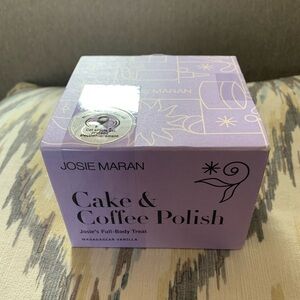 JOSIE MARAN
JOSIE MARAN
Cake &
Coffee Polish
Josie's Full-Body Treat
MADAGASCAR VANILLA